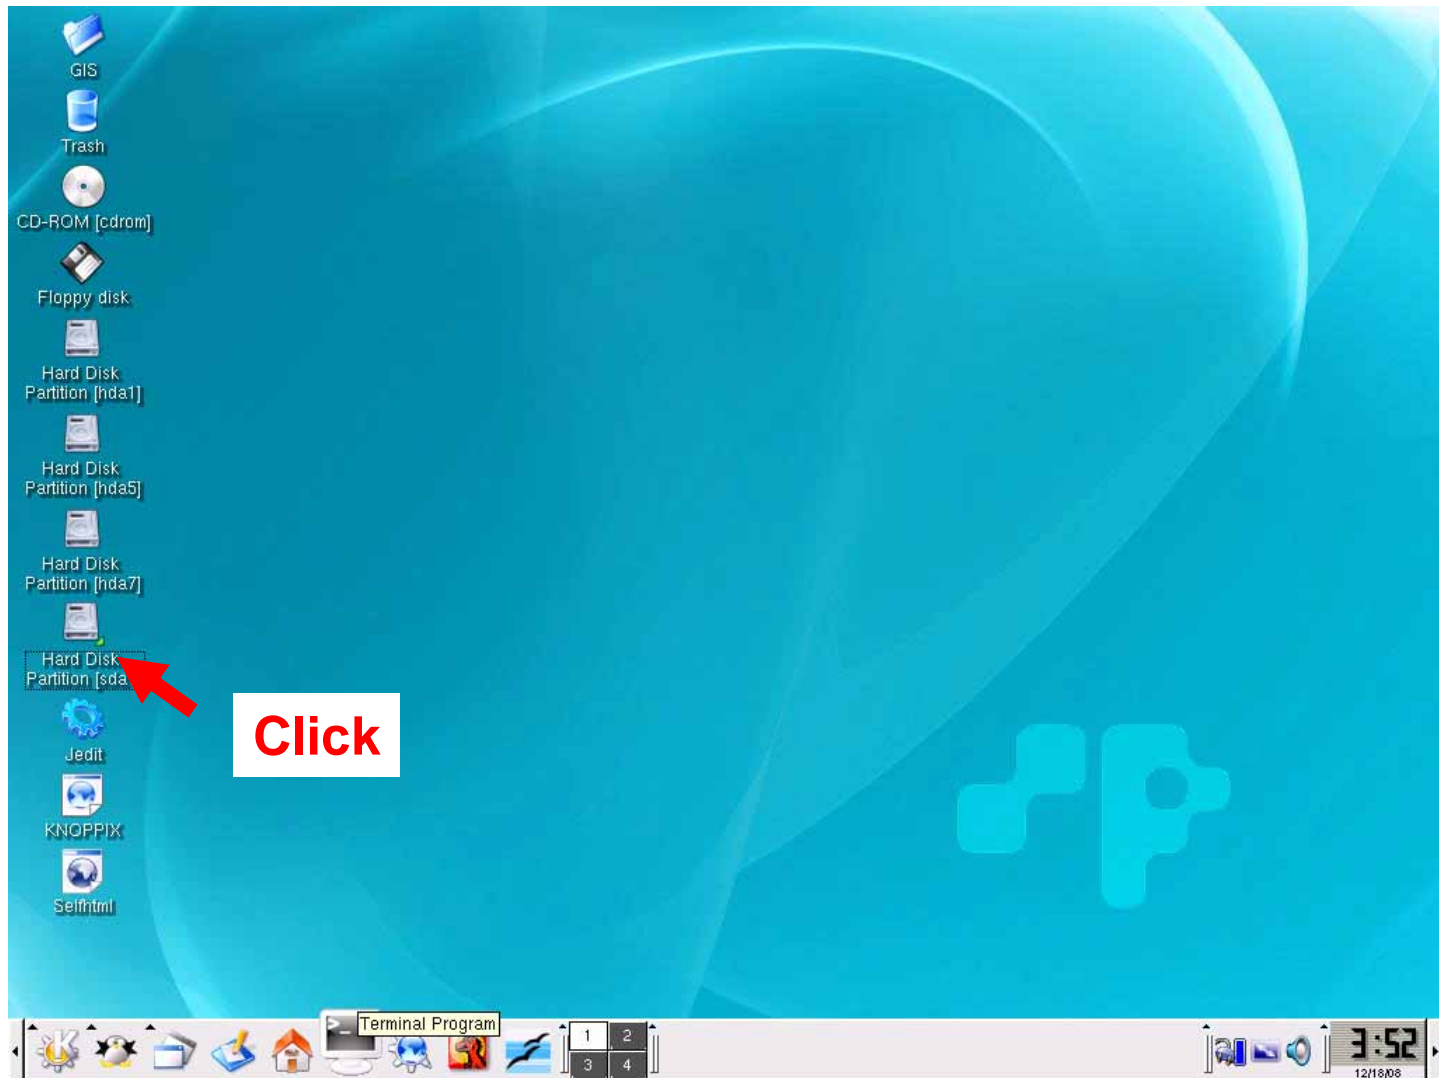 GIS
Trash
CD-ROM [cdrom]
Floppy disk
Hard Disk
Partition [hda1]
Hard Disk
Partition [hda5]
Hard Disk
Partition [hda7]
Hard Disk
Partition [sda
Click
Jedit
KNOPPIX
Selfhtml
Terminal Program
1 2
3 4
3:52
12/18/08